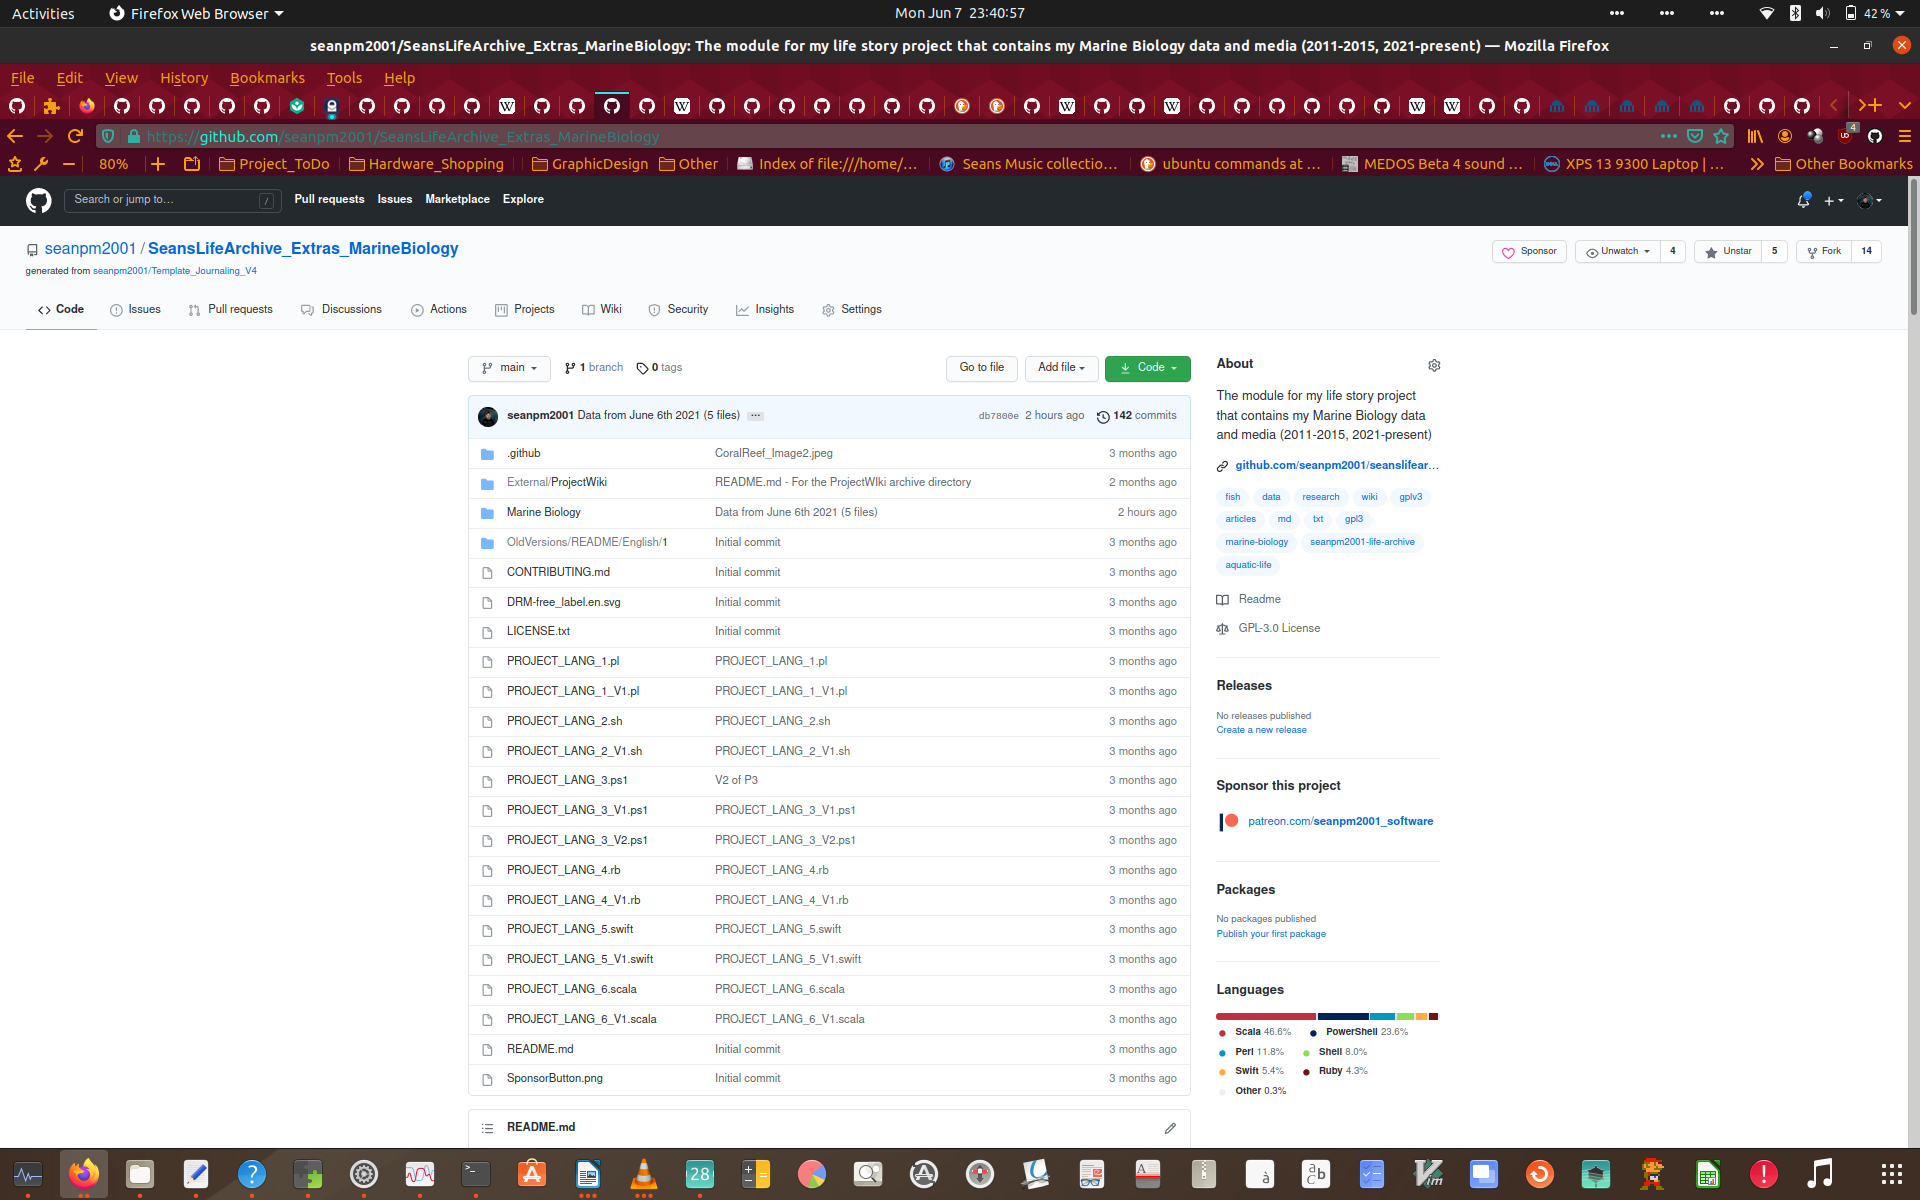 Activities
Firefox Web Browser
Mon Jun 7 23:40:57
42 %
seanpm2001/SeansLifeArchive_Extras_MarineBiology: The module for my life story project that contains my Marine Biology data and media (2011-2015, 2021-present) — Mozilla Firefox
File Edit View History Bookmarks Tools Help
https://github.com/seanpm2001/SeansLifeArchive_Extras_MarineBiology
4
80%
Project_ToDo
Hardware_Shopping
GraphicDesign
Other
Index of file:///home/...
Seans Music collectio...
ubuntu commands at ...
MEDOS Beta 4 sound ...
XPS 13 9300 Laptop | ...
Other Bookmarks
Search or jump to... /
Pull requests Issues Marketplace Explore
seanpm2001 / SeansLifeArchive_Extras_MarineBiology
generated from seanpm2001/Template_Journaling_V4
Sponsor
Unwatch 4
Unstar 5
Fork 14
Code Issues Pull requests Discussions Actions Projects Wiki Security Insights Settings
main 1 branch 0 tags
Go to file Add file Code
seanpm2001 Data from June 6th 2021 (5 files) ... db7800e 2 hours ago 142 commits
.github CoralReef_Image2.jpeg 3 months ago
External/ProjectWiki README.md - For the ProjectWIki archive directory 2 months ago
Marine Biology Data from June 6th 2021 (5 files) 2 hours ago
OldVersions/README/English/1 Initial commit 3 months ago
CONTRIBUTING.md Initial commit 3 months ago
DRM-free_label.en.svg Initial commit 3 months ago
LICENSE.txt Initial commit 3 months ago
PROJECT_LANG_1.pl PROJECT_LANG_1.pl 3 months ago
PROJECT_LANG_1_V1.pl PROJECT_LANG_1_V1.pl 3 months ago
PROJECT_LANG_2.sh PROJECT_LANG_2.sh 3 months ago
PROJECT_LANG_2_V1.sh PROJECT_LANG_2_V1.sh 3 months ago
PROJECT_LANG_3.ps1 V2 of P3 3 months ago
PROJECT_LANG_3_V1.ps1 PROJECT_LANG_3_V1.ps1 3 months ago
PROJECT_LANG_3_V2.ps1 PROJECT_LANG_3_V2.ps1 3 months ago
PROJECT_LANG_4.rb PROJECT_LANG_4.rb 3 months ago
PROJECT_LANG_4_V1.rb PROJECT_LANG_4_V1.rb 3 months ago
PROJECT_LANG_5.swift PROJECT_LANG_5.swift 3 months ago
PROJECT_LANG_5_V1.swift PROJECT_LANG_5_V1.swift 3 months ago
PROJECT_LANG_6.scala PROJECT_LANG_6.scala 3 months ago
PROJECT_LANG_6_V1.scala PROJECT_LANG_6_V1.scala 3 months ago
README.md Initial commit 3 months ago
SponsorButton.png Initial commit 3 months ago
README.md
About
The module for my life story project
that contains my Marine Biology data
and media (2011-2015, 2021-present)
github.com/seanpm2001/seanslifear...
fish data research wiki gplv3
articles md txt gpl3
marine-biology seanpm2001-life-archive
aquatic-life
Readme
GPL-3.0 License
Releases
No releases published
Create a new release
Sponsor this project
patreon.com/seanpm2001_software
Packages
No packages published
Publish your first package
Languages
Scala 46.6% PowerShell 23.6%
Perl 11.8% Shell 8.0%
Swift 5.4% Ruby 4.3%
Other 0.3%
28